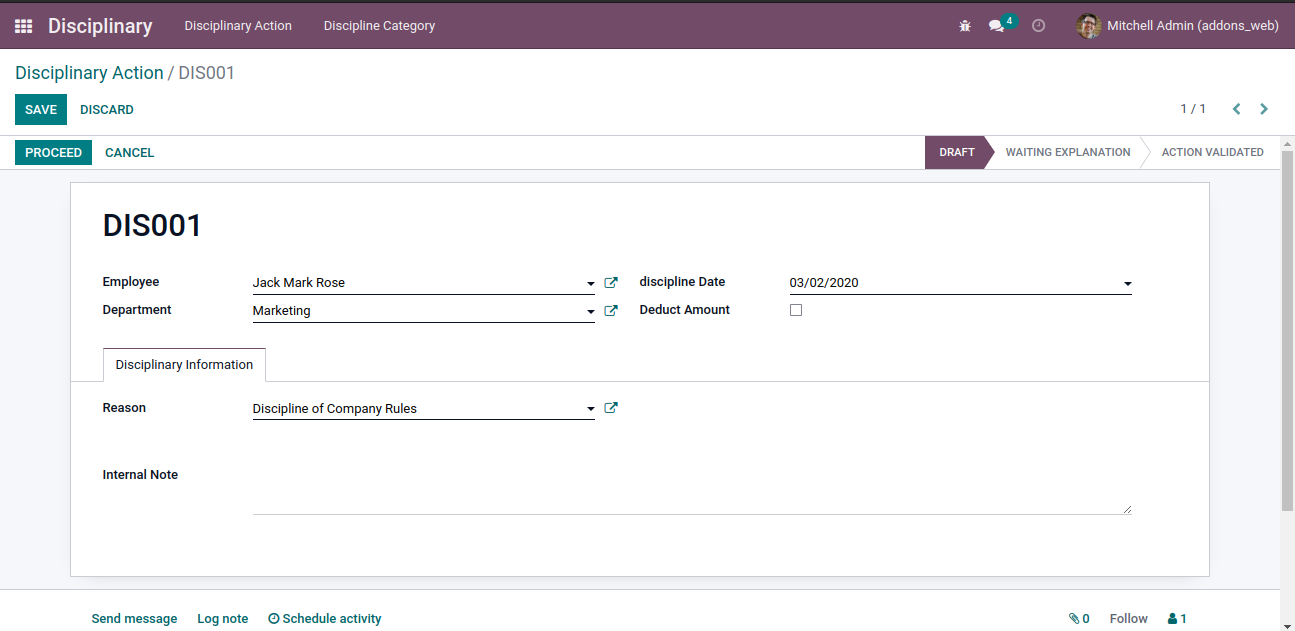 Disciplinary Disciplinary Action Discipline Category 4 Mitchell Admin (addons_web)
Disciplinary Action / DIS001
SAVE DISCARD 1 / 1
PROCEED CANCEL DRAFT WAITING EXPLANATION ACTION VALIDATED
DIS001
Employee Jack Mark Rose discipline Date 03/02/2020
Department Marketing Deduct Amount
Disciplinary Information
Reason Discipline of Company Rules
Internal Note
Send message Log note Schedule activity 0 Follow 1